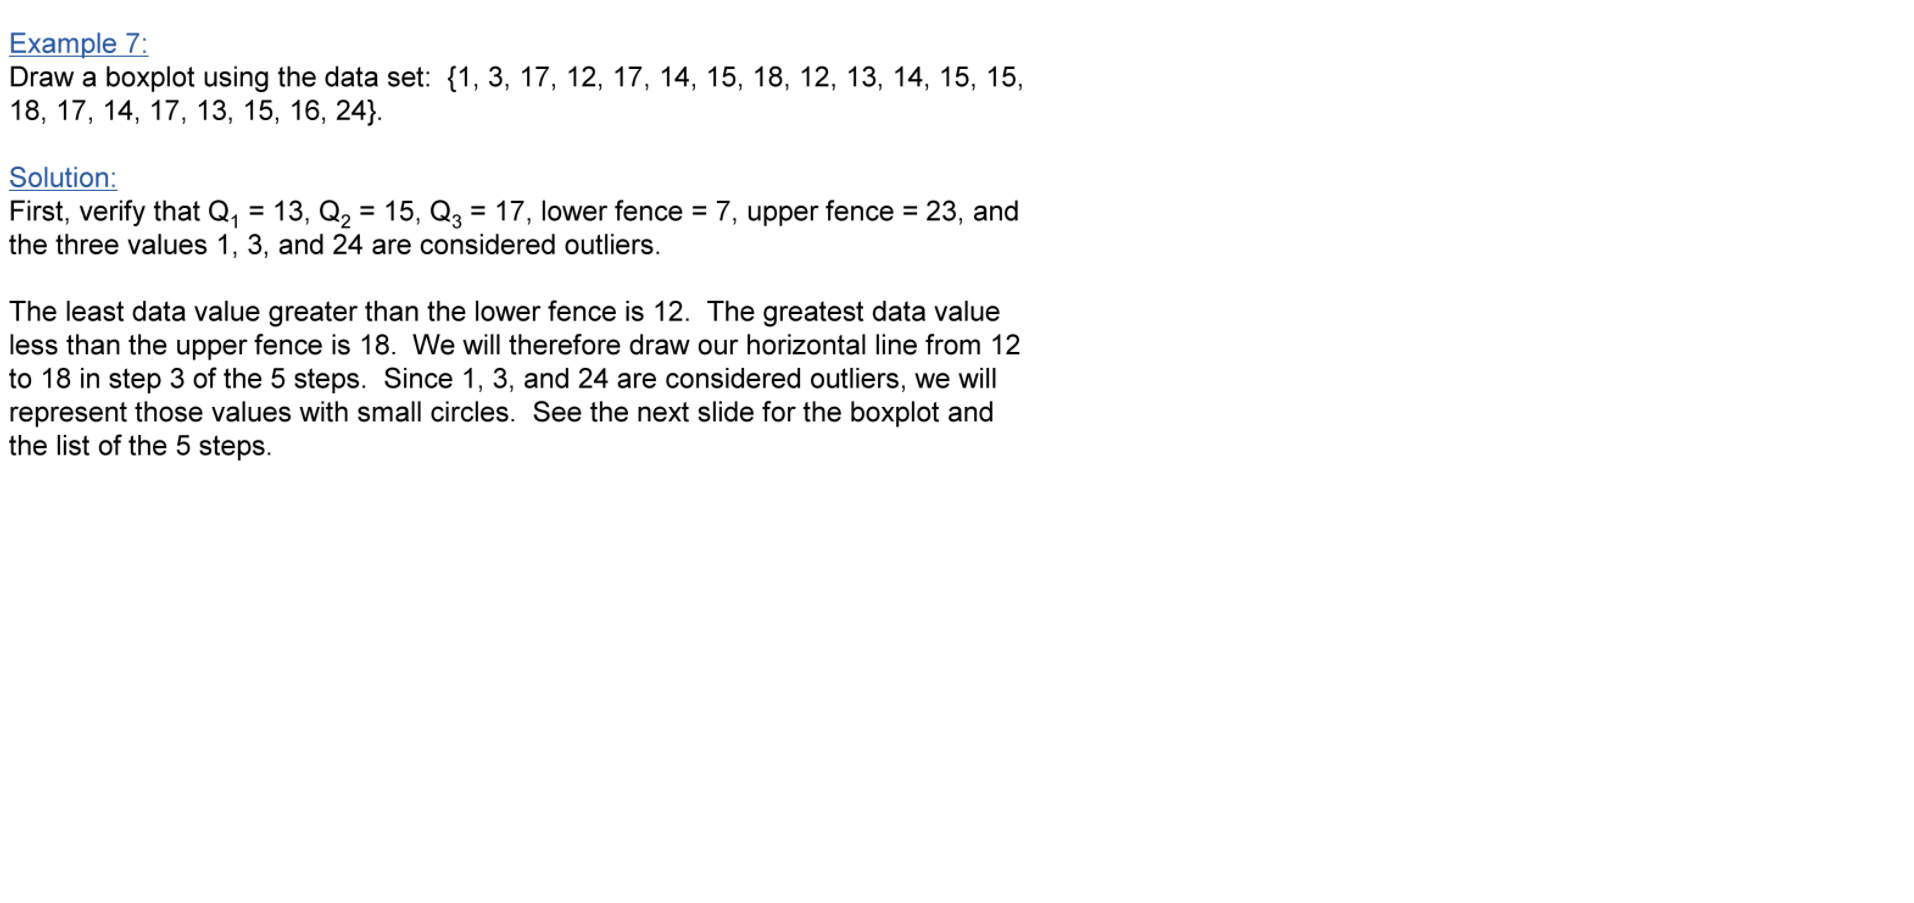 Example 7:
Draw a boxplot using the data set:  {1, 3, 17, 12, 17, 14, 15, 18, 12, 13, 14, 15, 15,
18, 17, 14, 17, 13, 15, 16, 24}.
Solution:
First, verify that Q₁ = 13, Q₂ = 15, Q₃ = 17, lower fence = 7, upper fence = 23, and
the three values 1, 3, and 24 are considered outliers.
The least data value greater than the lower fence is 12.  The greatest data value
less than the upper fence is 18.  We will therefore draw our horizontal line from 12
to 18 in step 3 of the 5 steps.  Since 1, 3, and 24 are considered outliers, we will
represent those values with small circles.  See the next slide for the boxplot and
the list of the 5 steps.